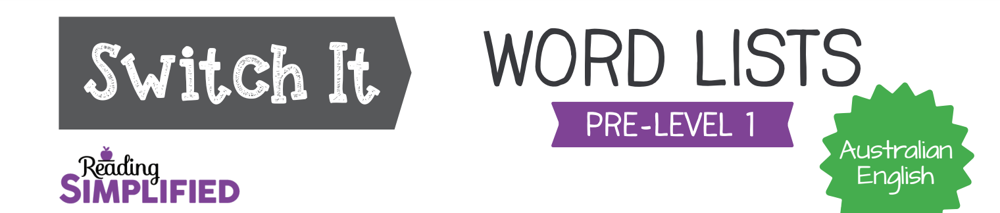 Switch It
WORD LISTS
PRE-LEVEL 1
Reading
SIMPLIFIED
Australian
English